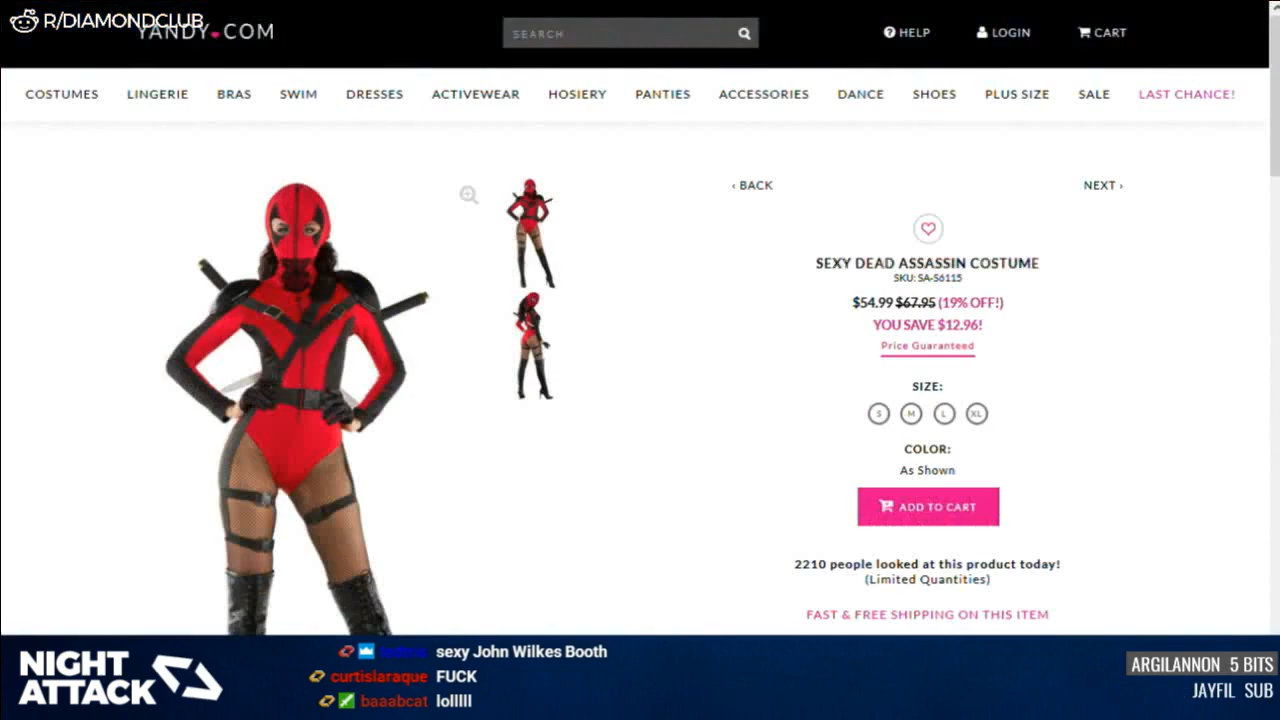 R/DIAMONDCLUB
YANDY COM
SEARCH
HELP
LOGIN
CART
COSTUMES LINGERIE BRAS SWIM DRESSES ACTIVEWEAR HOSIERY PANTIES ACCESSORIES DANCE SHOES PLUS SIZE SALE LAST CHANCE!
‹ BACK
NEXT ›
SEXY DEAD ASSASSIN COSTUME
SKU: SA-S6115
$54.99 $67.95 (19% OFF!)
YOU SAVE $12.96!
Price Guaranteed
SIZE:
S M L XL
COLOR:
As Shown
ADD TO CART
2210 people looked at this product today!
(Limited Quantities)
FAST & FREE SHIPPING ON THIS ITEM
NIGHT
ATTACK
sexy John Wilkes Booth
curtislaraque FUCK
baaabcat lolllll
ARGILANNON 5 BITS
JAYFIL SUB